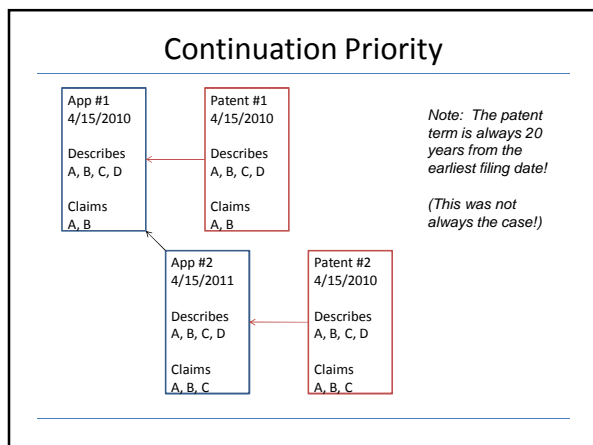 Continuation Priority
App #1
4/15/2010
Describes
A, B, C, D
Claims
A, B
Patent #1
4/15/2010
Describes
A, B, C, D
Claims
A, B
Note:  The patent
term is always 20
years from the
earliest filing date!
(This was not
always the case!)
App #2
4/15/2011
Describes
A, B, C, D
Claims
A, B, C
Patent #2
4/15/2010
Describes
A, B, C, D
Claims
A, B, C